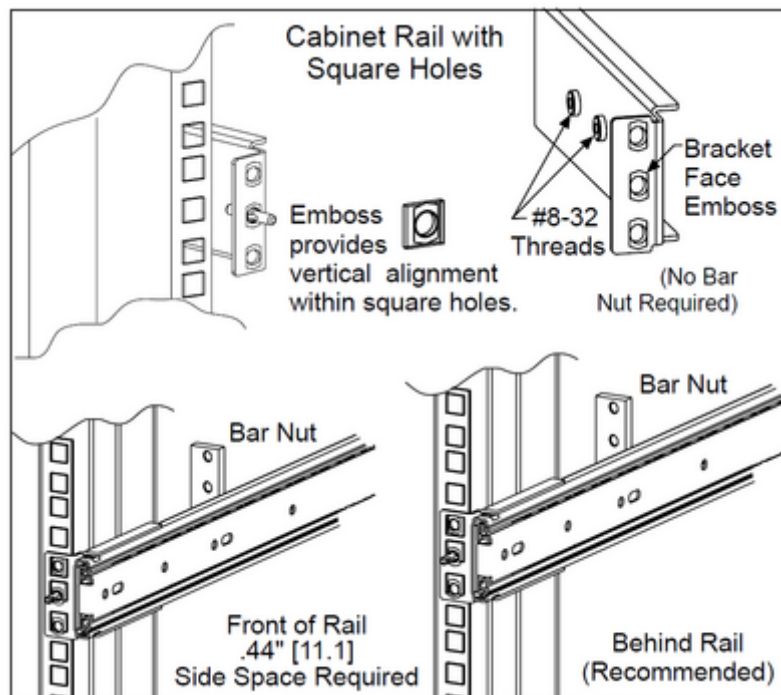 Cabinet Rail with
Square Holes
Emboss
provides
vertical alignment
within square holes.
#8-32
Threads
Bracket
Face
Emboss
(No Bar
Nut Required)
Bar Nut
Front of Rail
.44" [11.1]
Side Space Required
Bar Nut
Behind Rail
(Recommended)